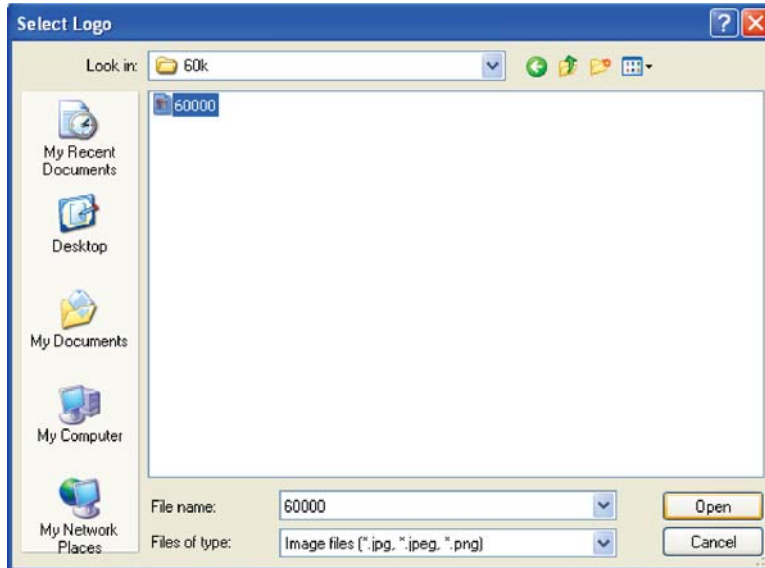 Select Logo
Look in: 60k
60000
My Recent
Documents
Desktop
My Documents
My Computer
My Network
Places
File name: 60000 Open
Files of type: Image files (*.jpg, *.jpeg, *.png) Cancel